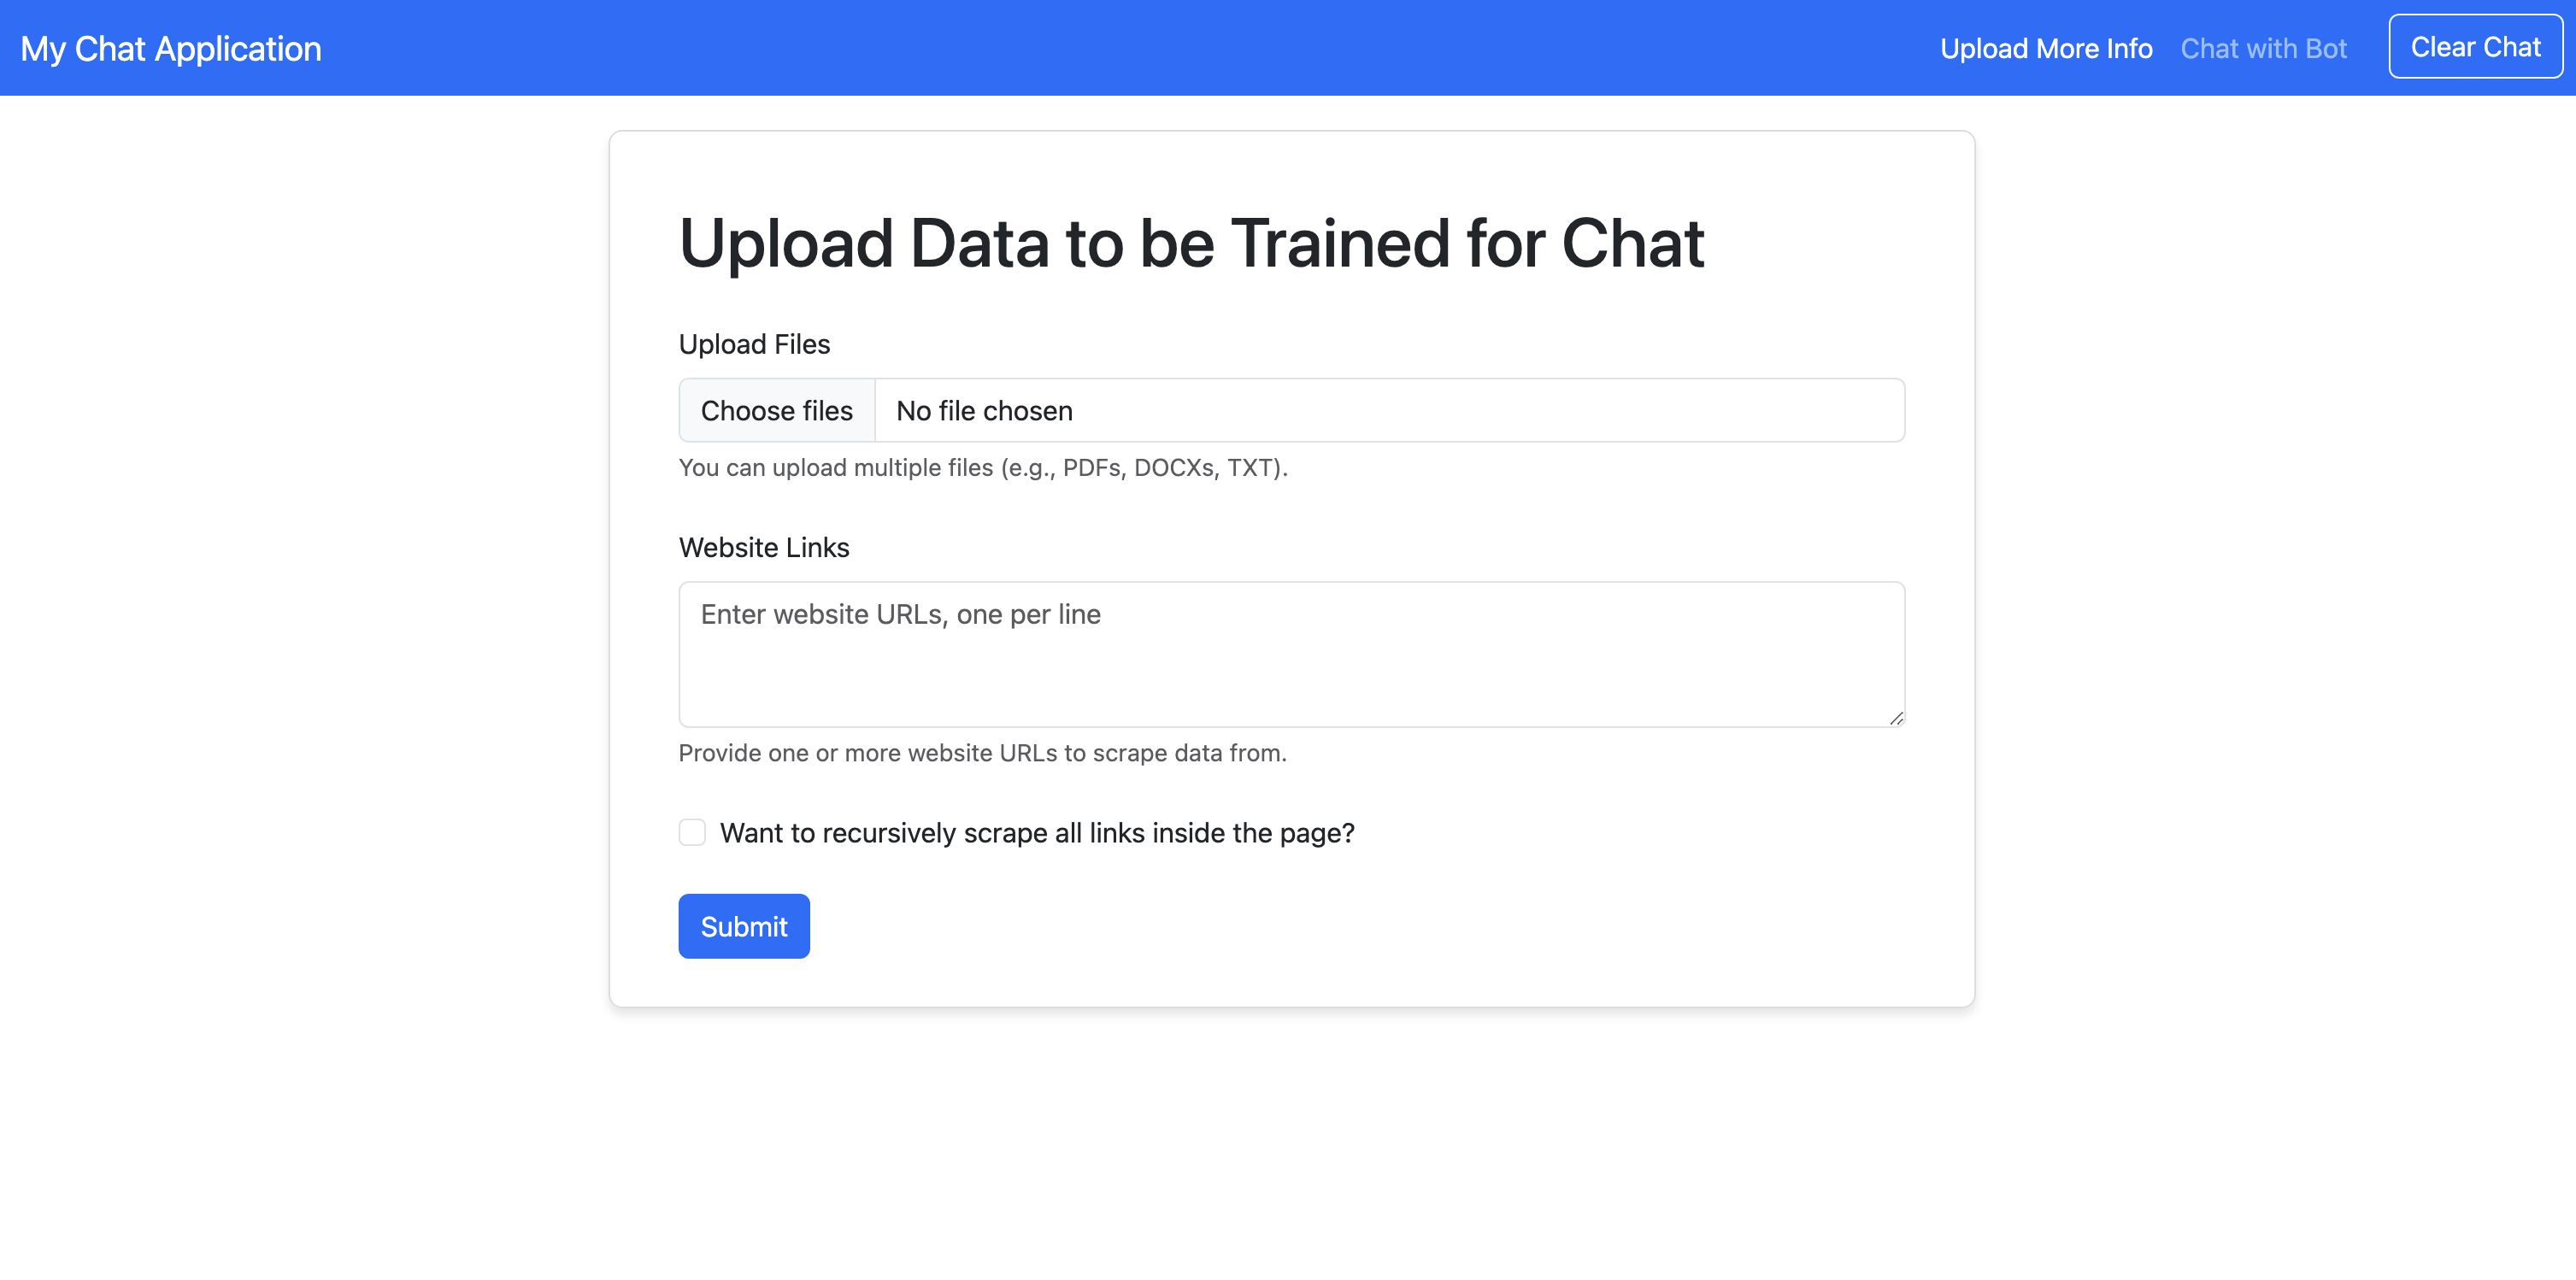 My Chat Application
Upload More Info
Chat with Bot
Clear Chat
Upload Data to be Trained for Chat
Upload Files
Choose files
No file chosen
You can upload multiple files (e.g., PDFs, DOCXs, TXT).
Website Links
Enter website URLs, one per line
Provide one or more website URLs to scrape data from.
Want to recursively scrape all links inside the page?
Submit